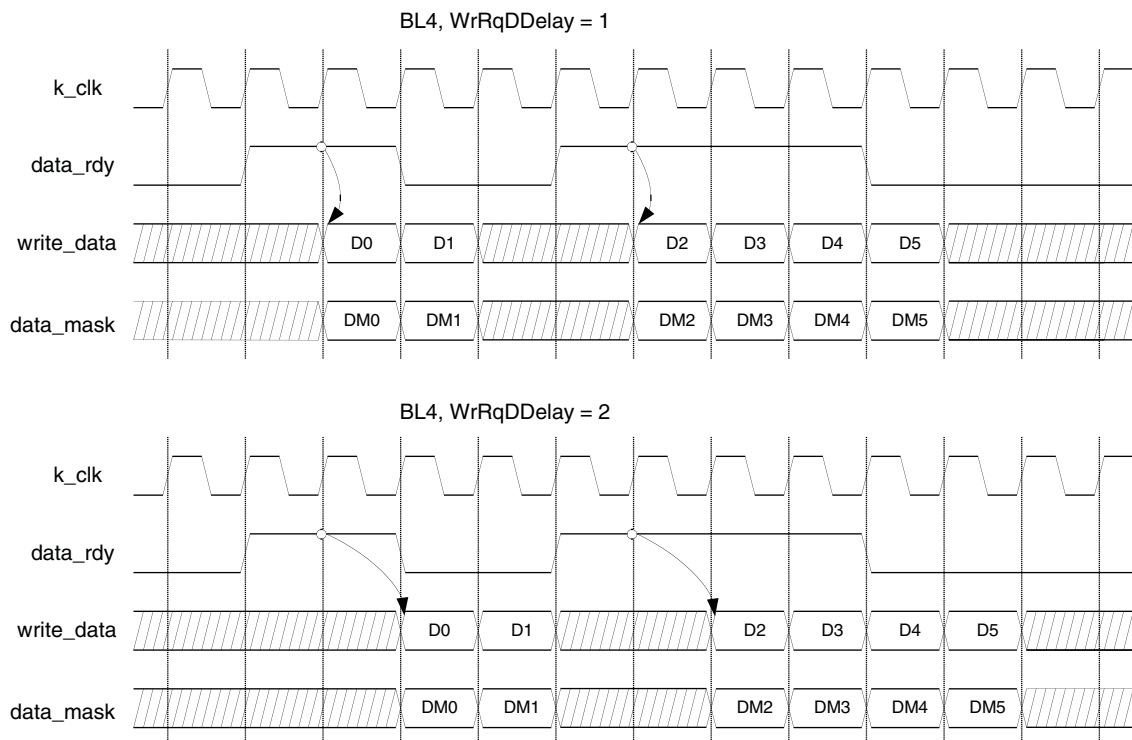 BL4, WrRqDDelay = 1
k_clk
data_rdy
write_data D0 D1 D2 D3 D4 D5
data_mask DM0 DM1 DM2 DM3 DM4 DM5
BL4, WrRqDDelay = 2
k_clk
data_rdy
write_data D0 D1 D2 D3 D4 D5
data_mask DM0 DM1 DM2 DM3 DM4 DM5